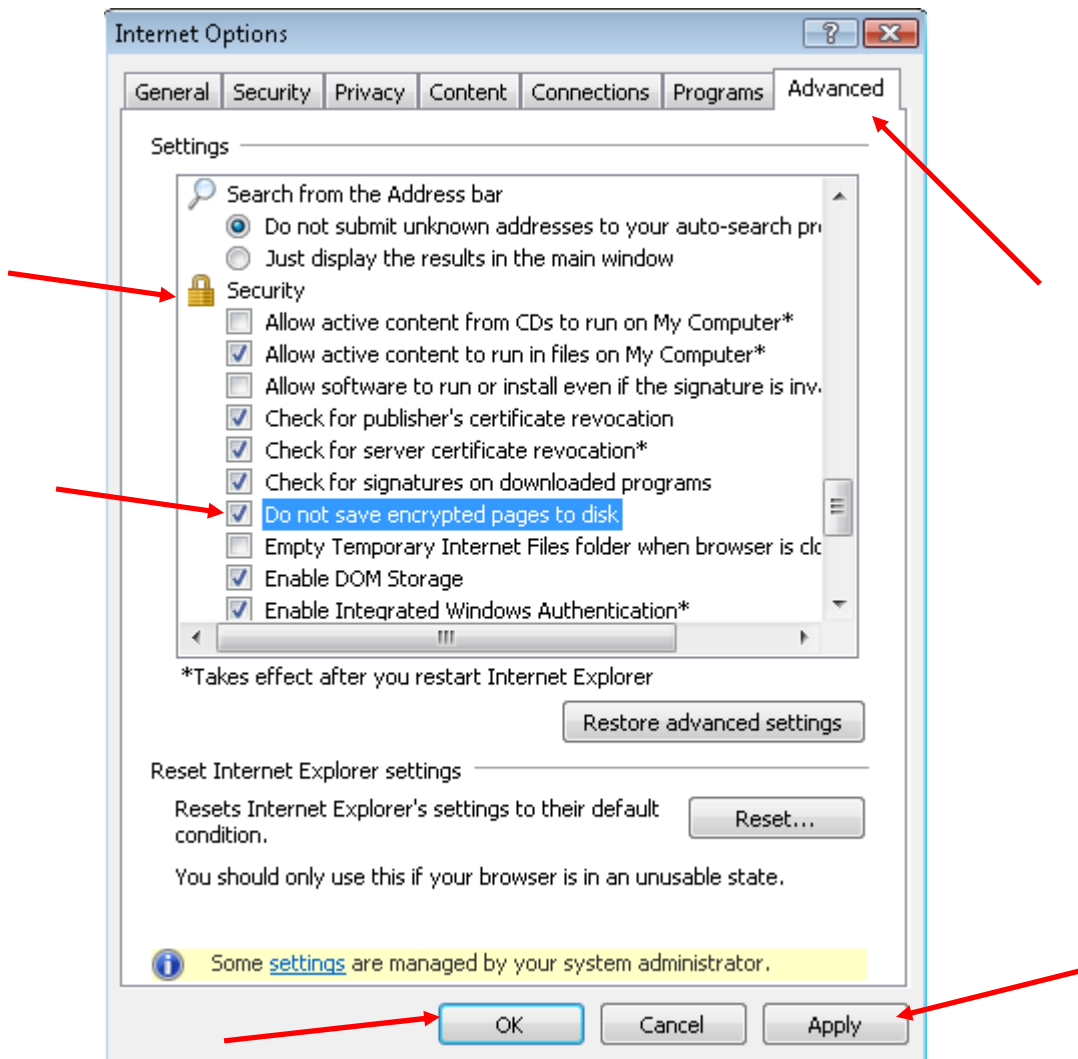 Internet Options
General Security Privacy Content Connections Programs Advanced
Settings
Search from the Address bar
Do not submit unknown addresses to your auto-search pr
Just display the results in the main window
Security
Allow active content from CDs to run on My Computer*
Allow active content to run in files on My Computer*
Allow software to run or install even if the signature is inv
Check for publisher's certificate revocation
Check for server certificate revocation*
Check for signatures on downloaded programs
Do not save encrypted pages to disk
Empty Temporary Internet Files folder when browser is clo
Enable DOM Storage
Enable Integrated Windows Authentication*
*Takes effect after you restart Internet Explorer
Restore advanced settings
Reset Internet Explorer settings
Resets Internet Explorer's settings to their default
condition.
Reset...
You should only use this if your browser is in an unusable state.
Some settings are managed by your system administrator.
OK Cancel Apply